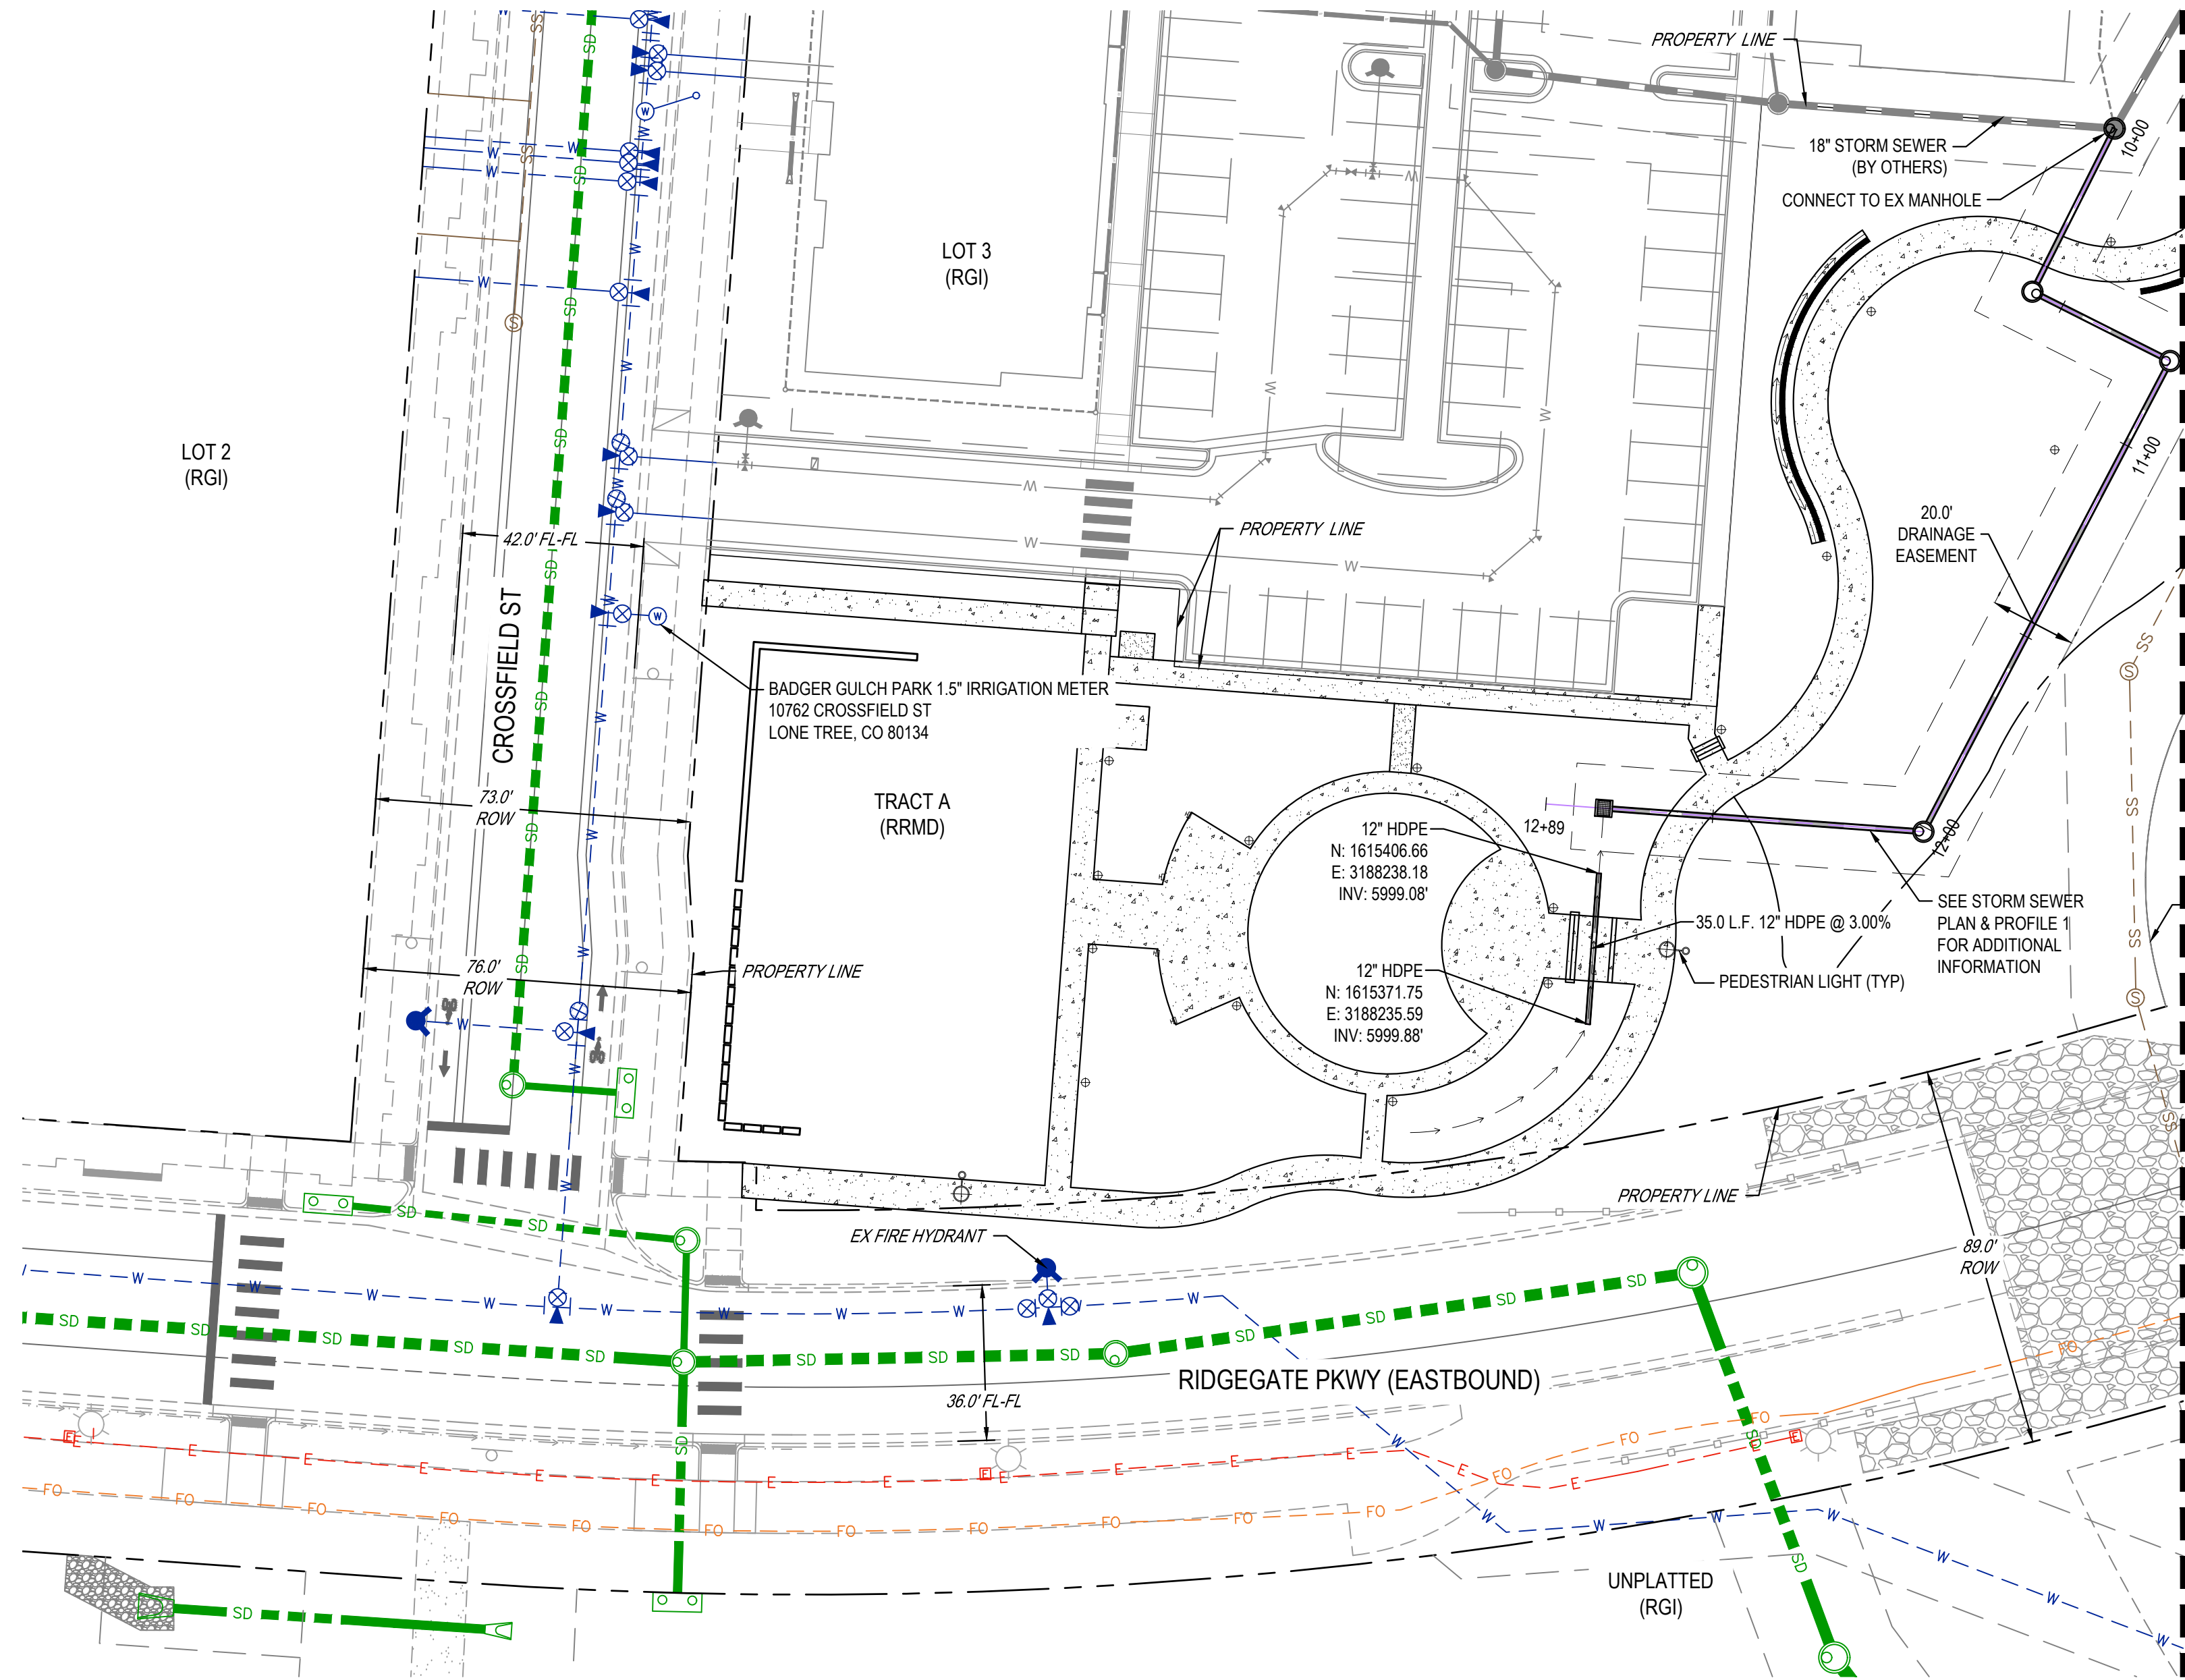 PROPERTY LINE
18" STORM SEWER
(BY OTHERS)
CONNECT TO EX MANHOLE
10+00
LOT 3
(RGI)
LOT 2
(RGI)
11+00
20.0'
DRAINAGE
EASEMENT
PROPERTY LINE
42.0' FL-FL
CROSSFIELD ST
BADGER GULCH PARK 1.5" IRRIGATION METER
10762 CROSSFIELD ST
LONE TREE, CO 80134
73.0'
ROW
TRACT A
(RRMD)
12+89
12+00
12" HDPE
N: 1615406.66
E: 3188238.18
INV: 5999.08'
SEE STORM SEWER
PLAN & PROFILE 1
FOR ADDITIONAL
INFORMATION
35.0 L.F. 12" HDPE @ 3.00%
76.0'
ROW
PROPERTY LINE
12" HDPE
N: 1615371.75
E: 3188235.59
INV: 5999.88'
PEDESTRIAN LIGHT (TYP)
PROPERTY LINE
EX FIRE HYDRANT
89.0'
ROW
RIDGEGATE PKWY (EASTBOUND)
36.0' FL-FL
UNPLATTED
(RGI)
SD
W
SS
S
E
FO